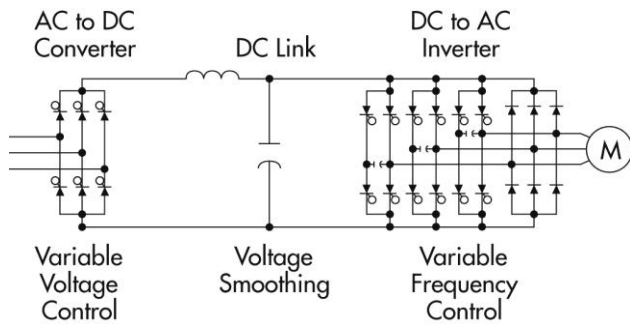 AC to DC
Converter
DC Link
DC to AC
Inverter
M
Variable
Voltage
Control
Voltage
Smoothing
Variable
Frequency
Control